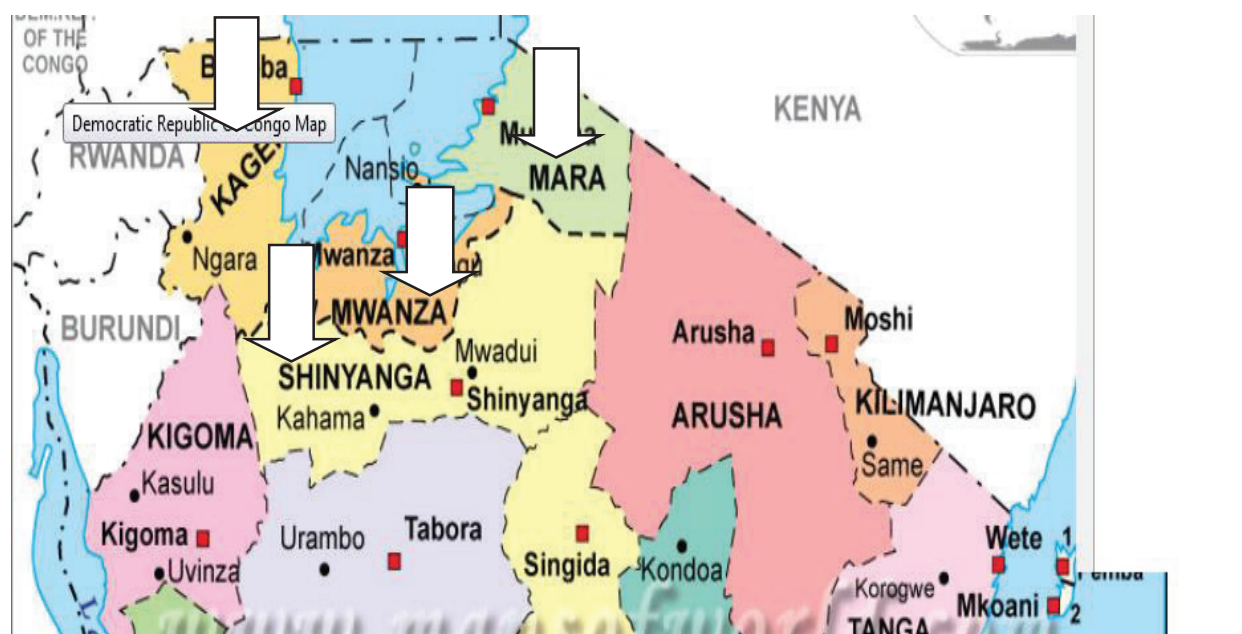 OF THE
CONGO
KENYA
Democratic Republic Congo Map
RWANDA
Nansio
MARA
Ngara
Mwanza
MWANZA
BURUNDI
Moshi
Arusha
Mwadui
SHINYANGA
Shinyanga
Kahama
KILIMANJARO
ARUSHA
KIGOMA
Same
Kasulu
Kigoma
Urambo
Tabora
Singida
Wete 1
Uvinza
Kondoa
Korogwe
Mkoani 2
TANGA